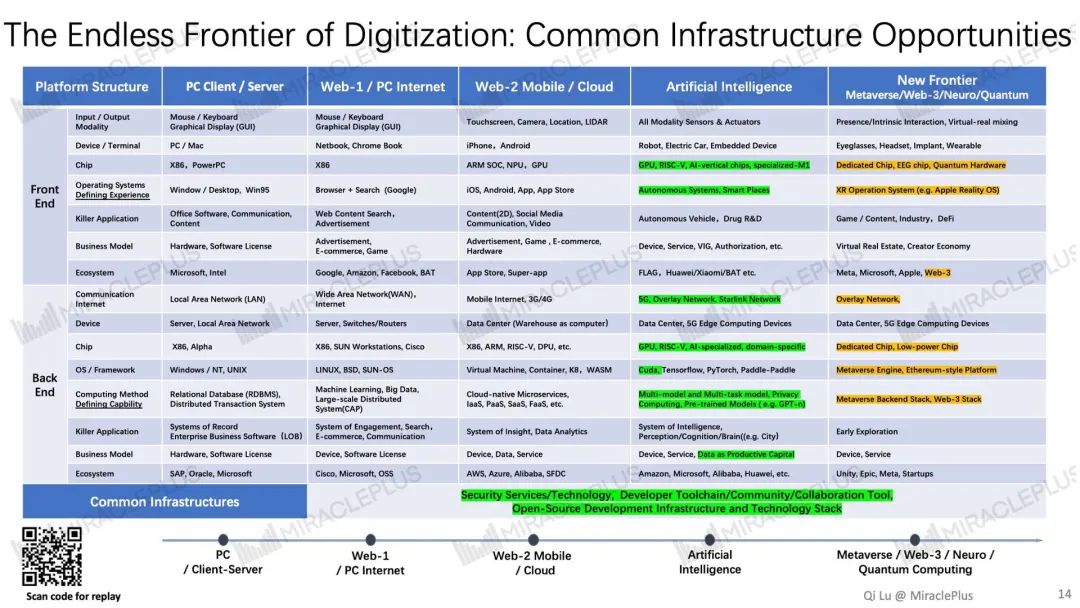 The Endless Frontier of Digitization: Common Infrastructure Opportunities
Platform Structure
PC Client / Server
Web-1 / PC Internet
Web-2 Mobile / Cloud
Artificial Intelligence
New Frontier
Metaverse/Web-3/Neuro/Quantum
Front
End
Input / Output
Modality
Mouse / Keyboard
Graphical Display (GUI)
Mouse / Keyboard
Graphical Display (GUI)
Touchscreen, Camera, Location, LIDAR
All Modality Sensors & Actuators
Presence/Intrinsic Interaction, Virtual-real mixing
Device / Terminal
PC / Mac
Netbook, Chrome Book
iPhone, Android
Robot, Electric Car, Embedded Device
Eyeglasses, Headset, Implant, Wearable
Chip
X86, PowerPC
X86
ARM SOC, NPU, GPU
GPU, RISC-V, AI-vertical chips, specialized-M1
Dedicated Chip, EEG chip, Quantum Hardware
Operating Systems
Defining Experience
Window / Desktop, Win95
Browser + Search (Google)
iOS, Android, App, App Store
Autonomous Systems, Smart Places
XR Operation System (e.g. Apple Reality OS)
Killer Application
Office Software, Communication,
Content
Web Content Search，
Advertisement
Content(2D), Social Media
Communication, Video
Autonomous Vehicle，Drug R&D
Game / Content, Industry，DeFi
Business Model
Hardware, Software License
Advertisement,
E-commerce, Game
Advertisement, Game , E-commerce,
Hardware
Device, Service, VIG, Authorization, etc.
Virtual Real Estate, Creator Economy
Ecosystem
Microsoft, Intel
Google, Amazon, Facebook, BAT
App Store, Super-app
FLAG，Huawei/Xiaomi/BAT etc.
Meta, Microsoft, Apple, Web-3
Back
End
Communication
Internet
Local Area Network (LAN)
Wide Area Network(WAN)，
Internet
Mobile Internet, 3G/4G
5G, Overlay Network, Starlink Network
Overlay Network,
Device
Server, Local Area Network
Server, Switches/Routers
Data Center (Warehouse as computer)
Data Center, 5G Edge Computing Devices
Data Center, 5G Edge Computing Devices
Chip
X86, Alpha
X86, SUN Workstations, Cisco
X86, ARM, RISC-V, DPU, etc.
GPU, RISC-V, AI-specialized, domain-specific
Dedicated Chip, Low-power Chip
OS / Framework
Windows / NT, UNIX
LINUX, BSD, SUN-OS
Virtual Machine, Container, K8，WASM
Cuda, Tensorflow, PyTorch, Paddle-Paddle
Metaverse Engine, Ethereum-style Platform
Computing Method
Defining Capbility
Relational Database (RDBMS),
Distributed Transaction System
Machine Learning, Big Data,
Large-scale Distributed
System(CAP)
Cloud-native Microservices,
IaaS, PaaS, SaaS, FaaS, etc.
Multi-model and Multi-task model, Privacy
Computing, Pre-trained Models ( e.g. GPT-n)
Metaverse Backend Stack, Web-3 Stack
Killer Application
Systems of Record
Enterprise Business Software（LOB）
System of Engagement, Search，
E-commerce, Communication
System of Insight, Data Analytics
System of Intelligence,
Perception/Cognition/Brain((e.g. City)
Early Exploration
Business Model
Hardware, Software License
Device, Software License
Device, Data, Service
Device, Service, Data as Productive Capital
Device, Service
Ecosystem
SAP, Oracle, Microsoft
Cisco, Microsoft, OSS
AWS, Azure, Alibaba, SFDC
Amazon, Microsoft, Alibaba, Huawei, etc.
Unity, Epic, Meta, Startups
Common Infrastructures
Security Services/Technology, Developer Toolchain/Community/Collaboration Tool,
Open-Source Development Infrastructure and Technology Stack
PC
/ Client-Server
Web-1
/ PC Internet
Web-2 Mobile
/ Cloud
Artificial
Intelligence
Metaverse / Web-3 / Neuro /
Quantum Computing
Scan code for replay
Qi Lu @ MiraclePlus
14
MIRACLEPLUS